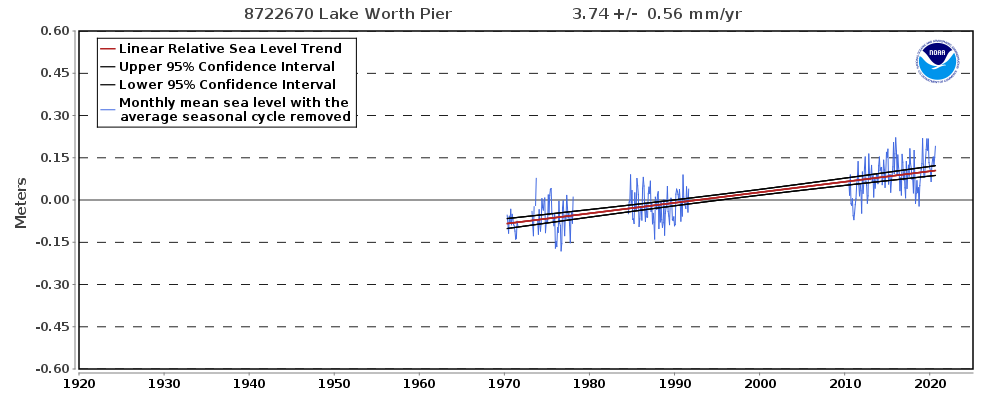 8722670 Lake Worth Pier 3.74 +/- 0.56 mm/yr
0.60
Linear Relative Sea Level Trend
Upper 95% Confidence Interval
Lower 95% Confidence Interval
Monthly mean sea level with the
average seasonal cycle removed
NOAA
0.45
0.30
0.15
0.00
-0.15
-0.30
-0.45
-0.60
Meters
1920 1930 1940 1950 1960 1970 1980 1990 2000 2010 2020